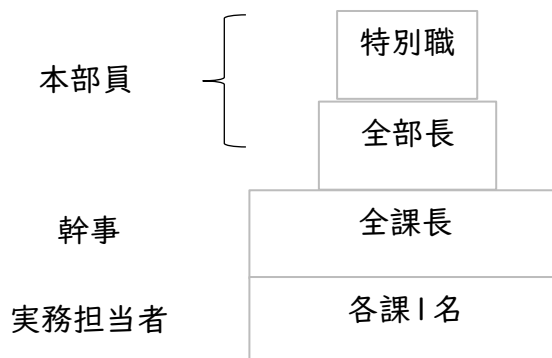 特別職
本部員
全部長
幹事
全課長
実務担当者
各課1名